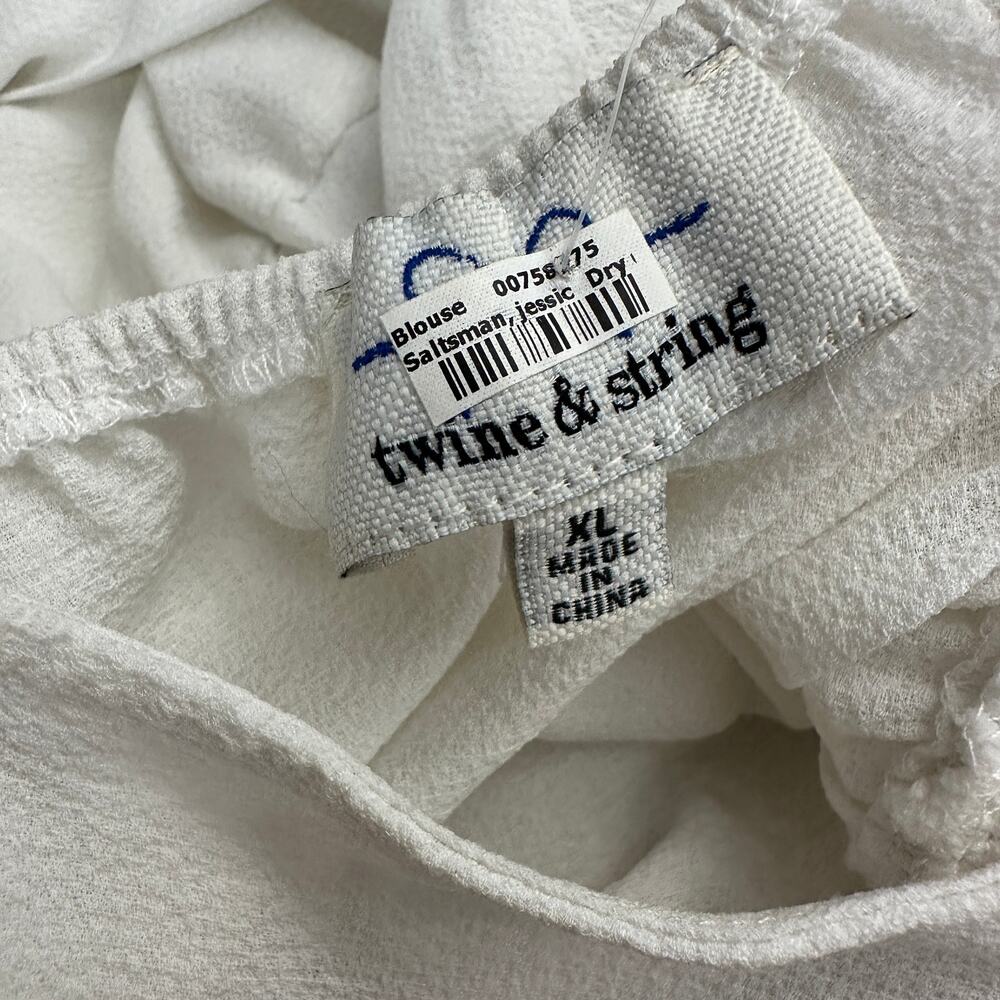 Blouse
Saltsman, jessic Dry
twine & string
XL
MADE
IN
CHINA